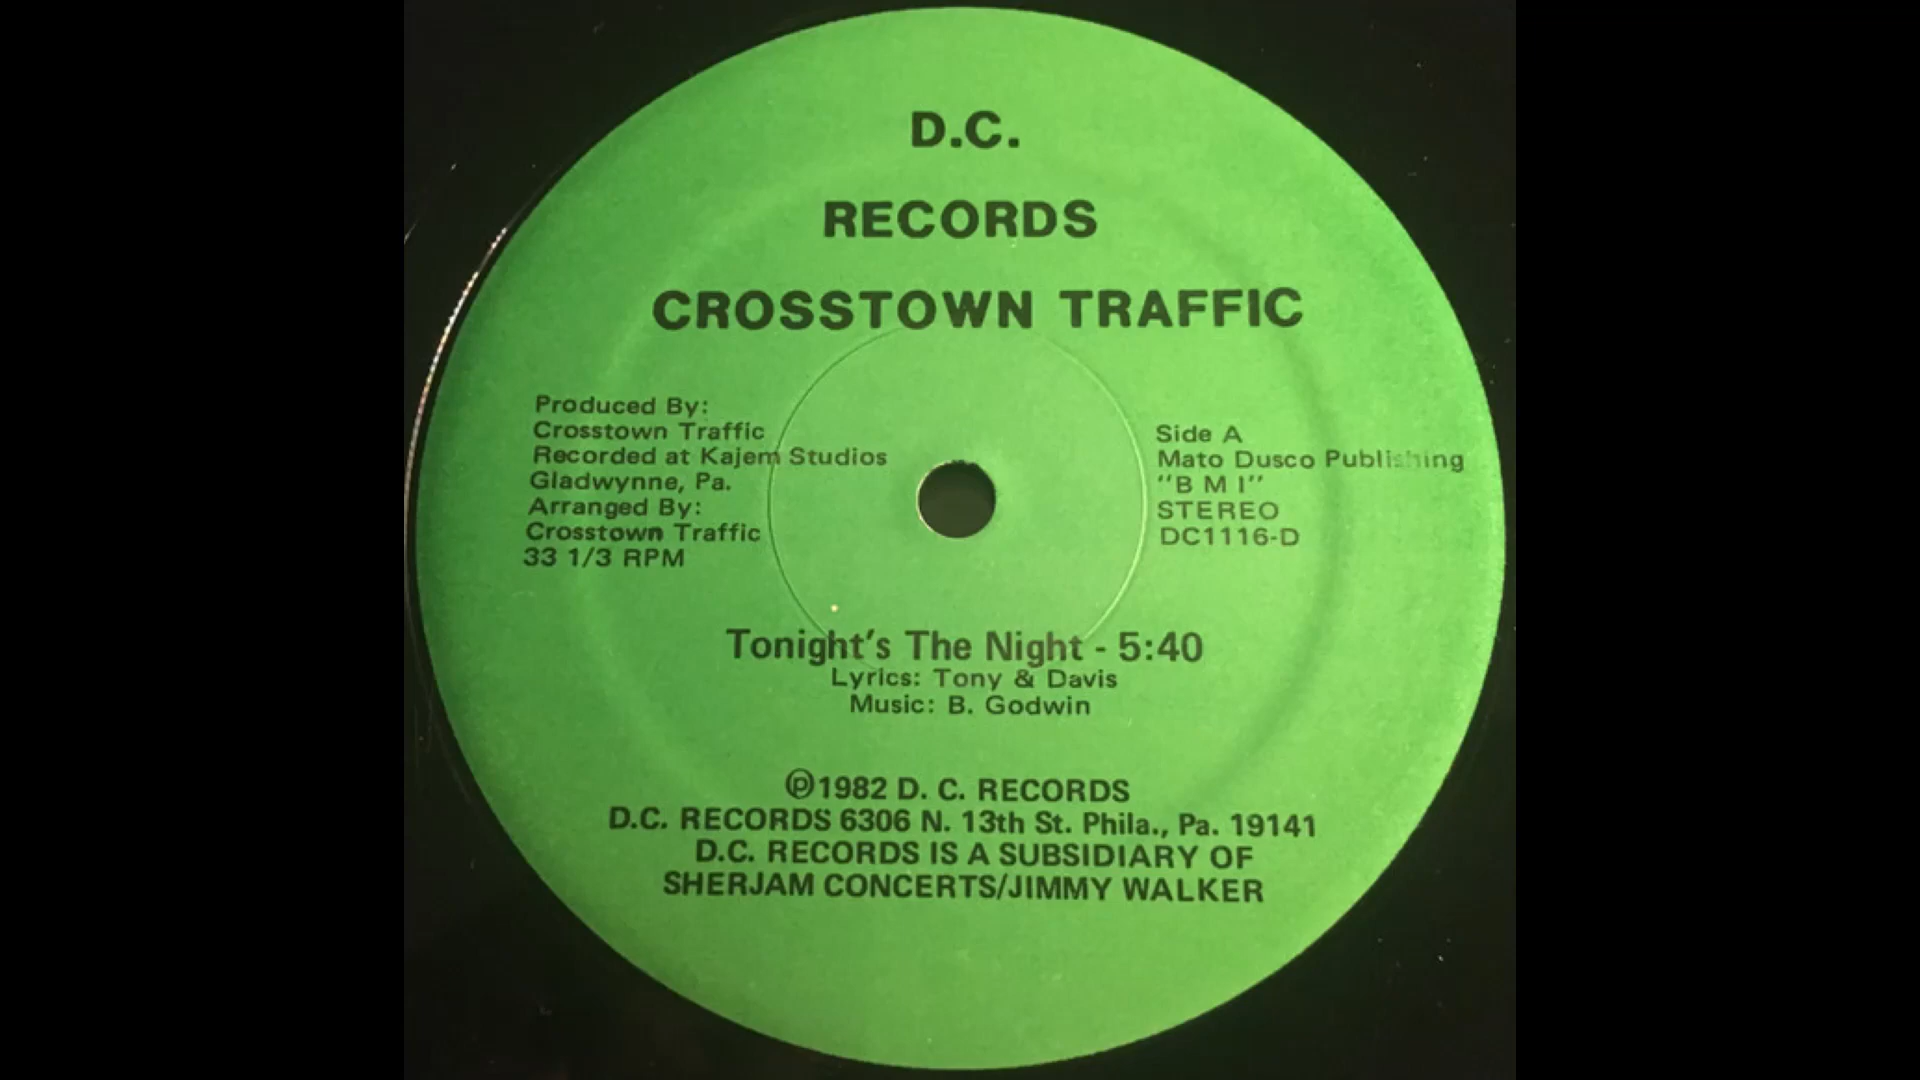 D.C.
RECORDS
CROSSTOWN TRAFFIC
Produced By:
Crosstown Traffic
Recorded at Kajem Studios
Gladwynne, Pa.
Arranged By:
Crosstown Traffic
33 1/3 RPM
Side A
Mato Dusco Publishing
"B M I"
STEREO
DC1116-D
Tonight's The Night - 5:40
Lyrics: Tony & Davis
Music: B. Godwin
Ⓟ1982 D. C. RECORDS
D.C. RECORDS 6306 N. 13th St. Phila., Pa. 19141
D.C. RECORDS IS A SUBSIDIARY OF
SHERJAM CONCERTS/JIMMY WALKER